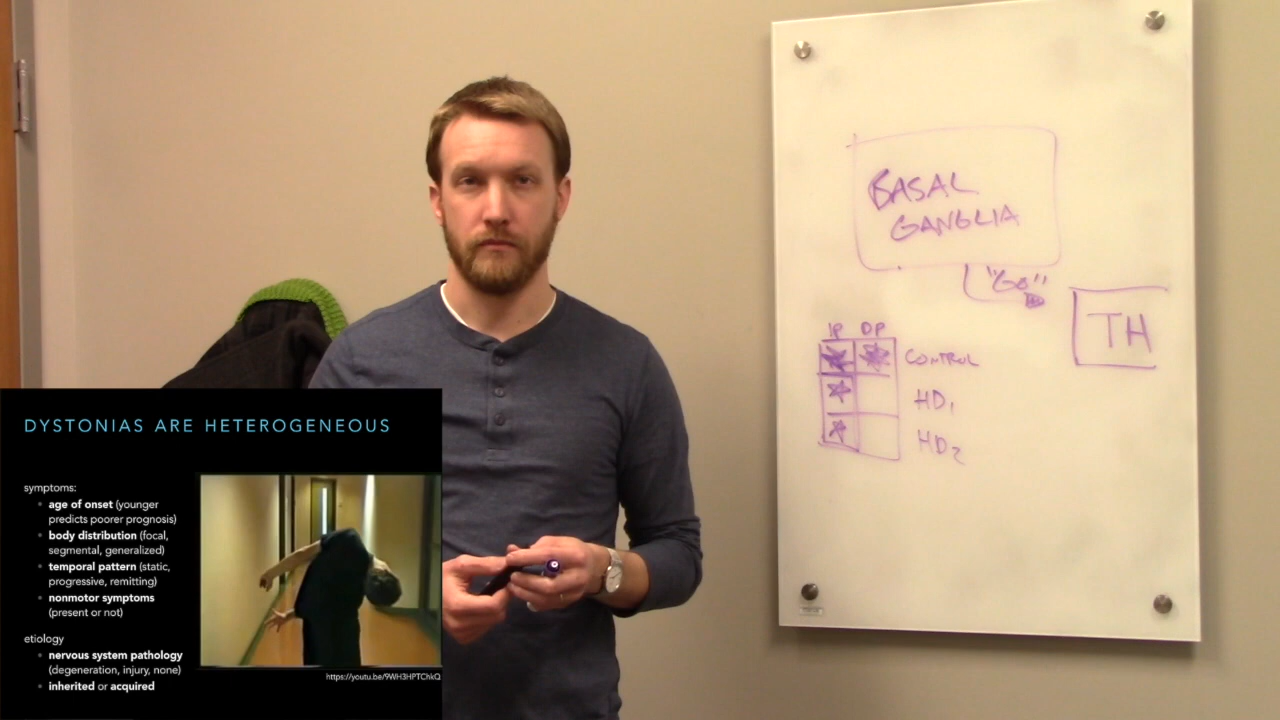 BASAL
GANGLIA
"GO"
TH
IP DP
CONTROL
HD1
HD2
DYSTONIAS ARE HETEROGENEOUS
symptoms:
• age of onset (younger
predicts poorer prognosis)
• body distribution (focal,
segmental, generalized)
• temporal pattern (static,
progressive, remitting)
• nonmotor symptoms
(present or not)
etiology
• nervous system pathology
(degeneration, injury, none)
• inherited or acquired
https://youtu.be/9WH3HPTChkQ